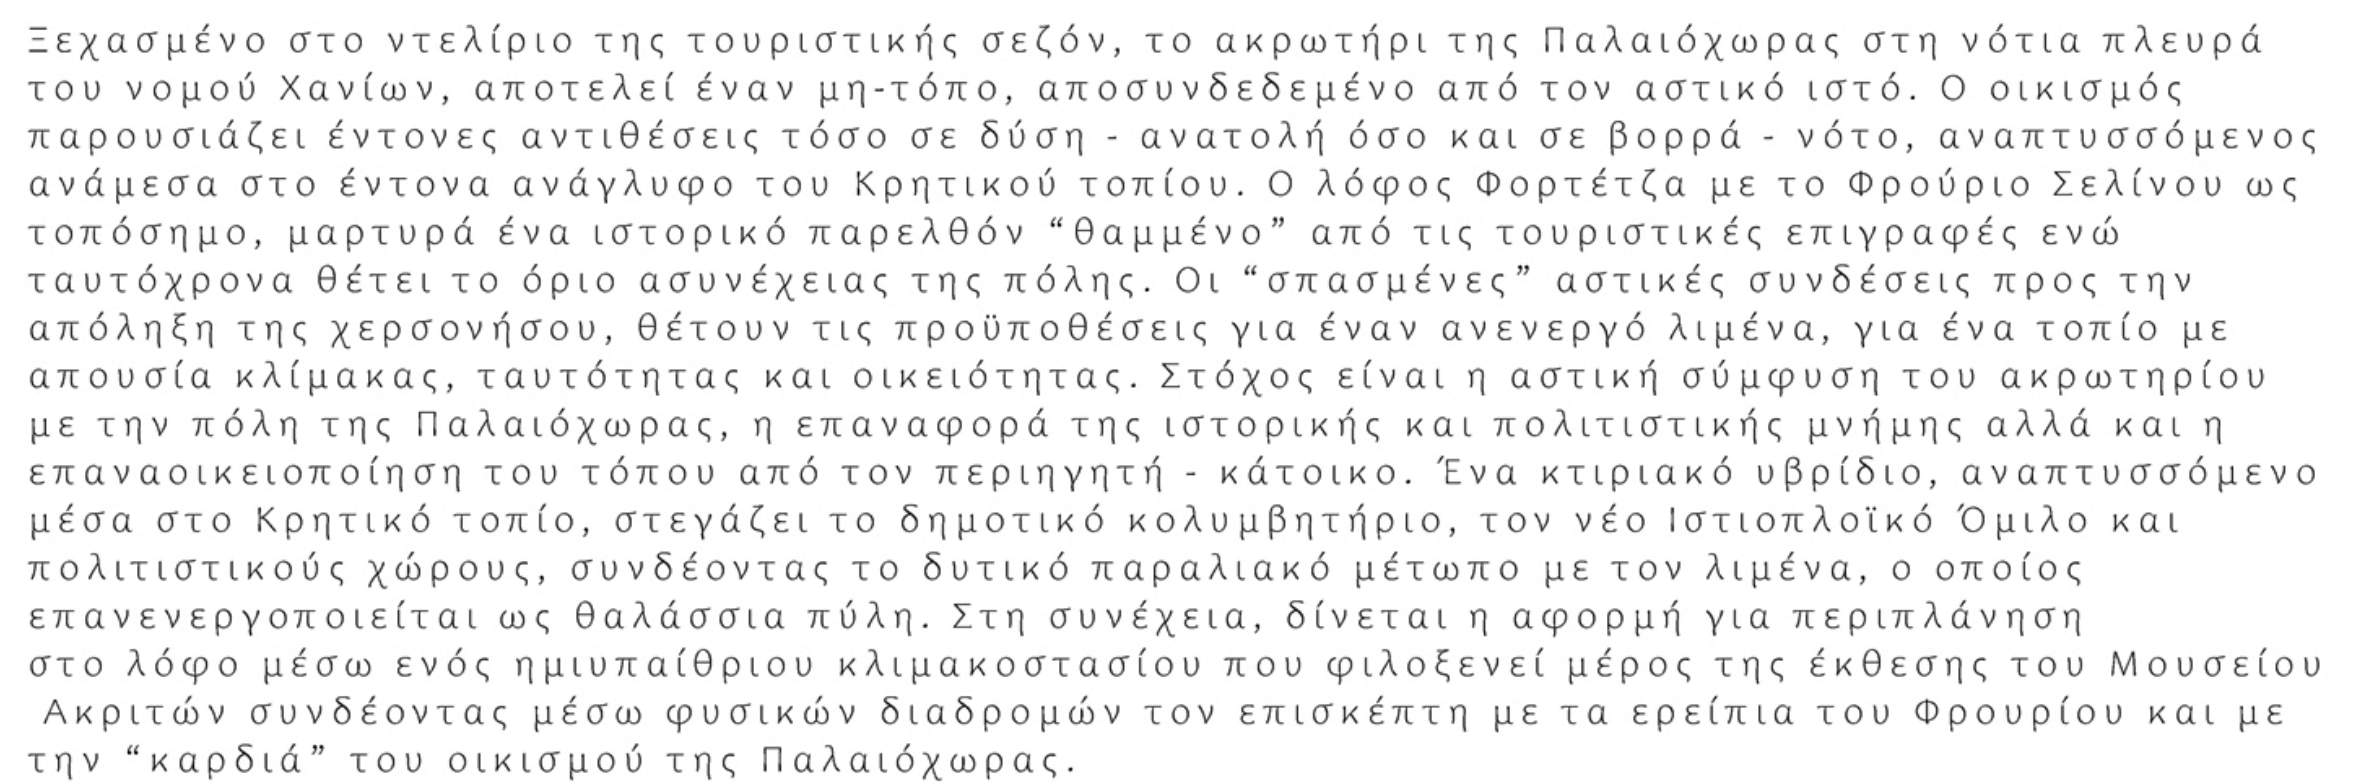 Ξεχασμένο στο ντελίριο της τουριστικής σεζόν, το ακρωτήρι της Παλαιόχωρας στη νότια πλευρά
του νομού Χανίων, αποτελεί έναν μη-τόπο, αποσυνδεδεμένο από τον αστικό ιστό. Ο οικισμός
παρουσιάζει έντονες αντιθέσεις τόσο σε δύση - ανατολή όσο και σε βορρά - νότο, αναπτυσσόμενος
ανάμεσα στο έντονα ανάγλυφο του Κρητικού τοπίου. Ο λόφος Φορτέτζα με το Φρούριο Σελίνου ως
τοπόσημο, μαρτυρά ένα ιστορικό παρελθόν “θαμμένο” από τις τουριστικές επιγραφές ενώ
ταυτόχρονα θέτει το όριο ασυνέχειας της πόλης. Οι “σπασμένες” αστικές συνδέσεις προς την
απόληξη της χερσονήσου, θέτουν τις προϋποθέσεις για έναν ανενεργό λιμένα, για ένα τοπίο με
απουσία κλίμακας, ταυτότητας και οικειότητας. Στόχος είναι η αστική σύμφυση του ακρωτηρίου
με την πόλη της Παλαιόχωρας, η επαναφορά της ιστορικής και πολιτιστικής μνήμης αλλά και η
επαναοικειοποίηση του τόπου από τον περιηγητή - κάτοικο. Ένα κτιριακό υβρίδιο, αναπτυσσόμενο
μέσα στο Κρητικό τοπίο, στεγάζει το δημοτικό κολυμβητήριο, τον νέο Ιστιοπλοϊκό Όμιλο και
πολιτιστικούς χώρους, συνδέοντας το δυτικό παραλιακό μέτωπο με τον λιμένα, ο οποίος
επανενεργοποιείται ως θαλάσσια πύλη. Στη συνέχεια, δίνεται η αφορμή για περιπλάνηση
στο λόφο μέσω ενός ημιυπαίθριου κλιμακοστασίου που φιλοξενεί μέρος της έκθεσης του Μουσείου
Ακριτών συνδέοντας μέσω φυσικών διαδρομών τον επισκέπτη με τα ερείπια του Φρουρίου και με
την “καρδιά” του οικισμού της Παλαιόχωρας.